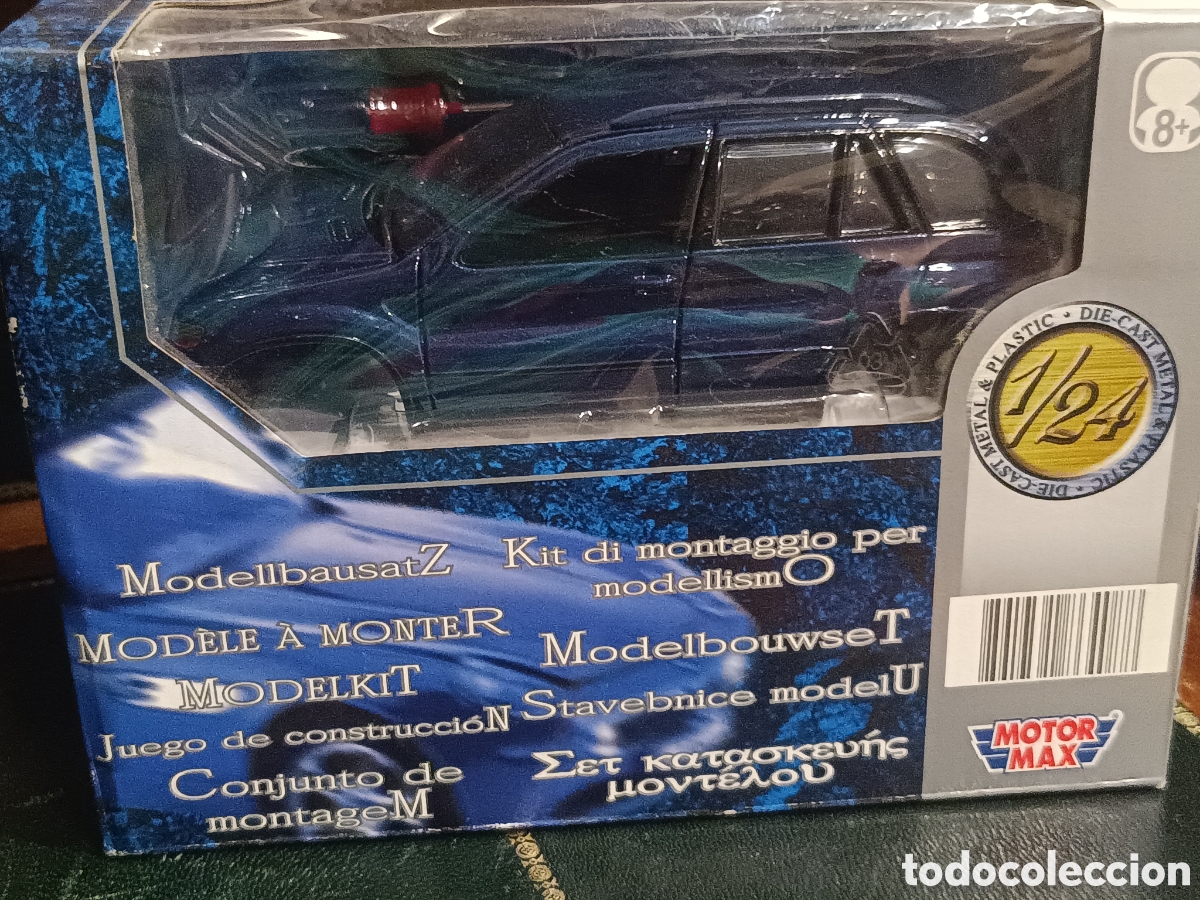 8+
DIE-CAST METAL & PLASTIC • DIE-CAST METAL & PLASTIC •
1/24
ModellbausatZ
MODÈLE À MONTER
MODELKIT
Juego de construccióN
Conjunto de
montageM
Kit di montaggio per
modellismO
ModelbouwseT
Stavebnice modelU
Σετ κατασκευής
μοντέλου
MOTOR
MAX
®
todocoleccion